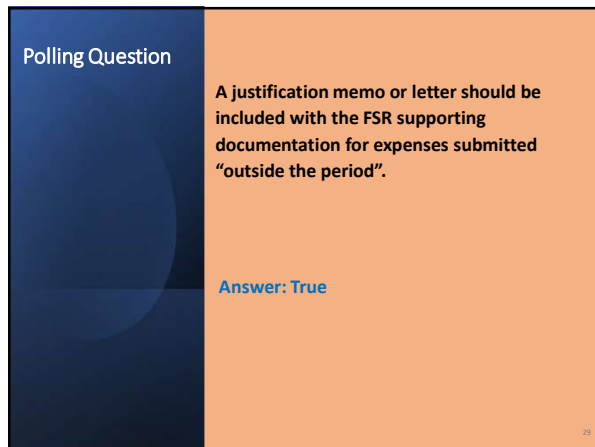 Polling Question
A justification memo or letter should be
included with the FSR supporting
documentation for expenses submitted
“outside the period”.
Answer: True
29